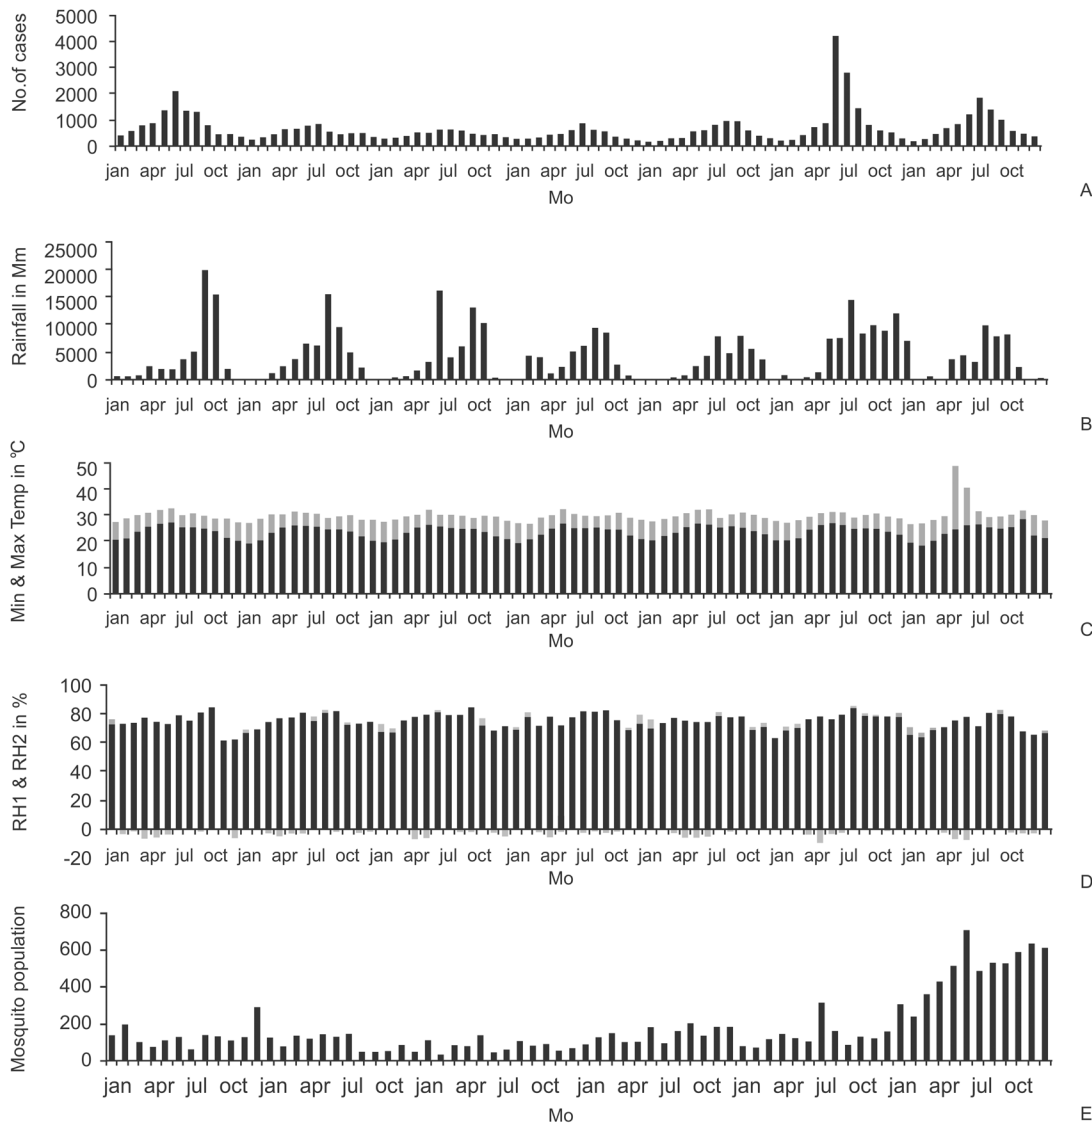 No.of cases
5000
4000
3000
2000
1000
0
jan apr jul oct jan apr jul oct jan apr jul oct jan apr jul oct jan apr jul oct jan apr jul oct jan apr jul oct
Mo
A
Rainfall in Mm
25000
20000
15000
10000
5000
0
jan apr jul oct jan apr jul oct jan apr jul oct jan apr jul oct jan apr jul oct jan apr jul oct jan apr jul oct
Mo
B
Min & Max Temp in ℃
50
40
30
20
10
0
jan apr jul oct jan apr jul oct jan apr jul oct jan apr jul oct jan apr jul oct jan apr jul oct jan apr jul oct
Mo
C
RH1 & RH2 in %
100
80
60
40
20
0
-20
jan apr jul oct jan apr jul oct jan apr jul oct jan apr jul oct jan apr jul oct jan apr jul oct jan apr jul oct
Mo
D
Mosquito population
800
600
400
200
0
jan apr jul oct jan apr jul oct jan apr jul oct jan apr jul oct jan apr jul oct jan apr jul oct
Mo
E